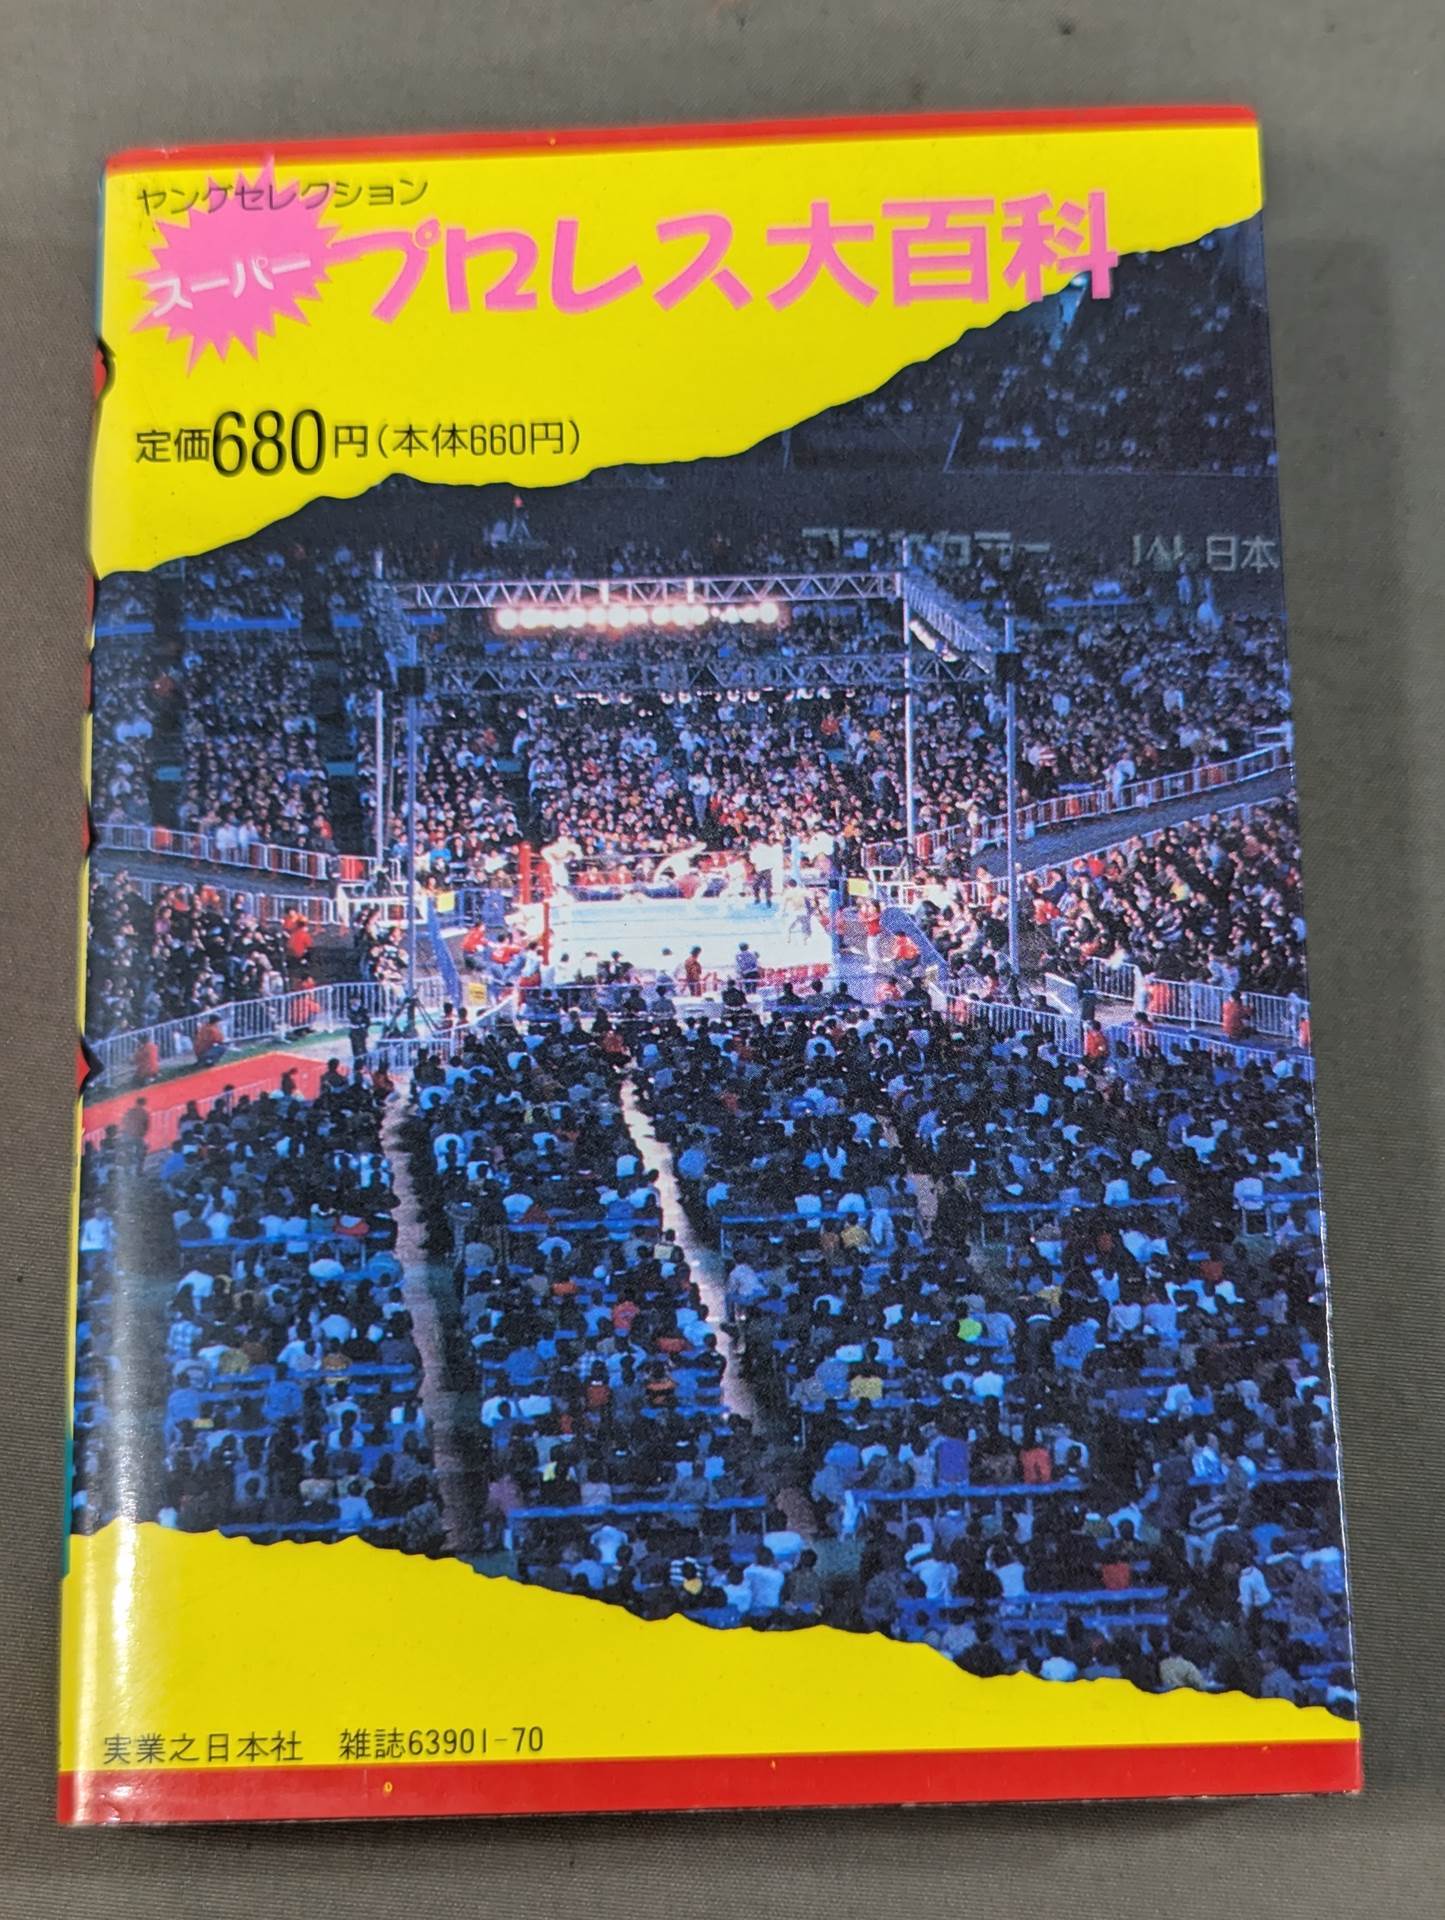 ヤングセレクション
スーパー
プロレス大百科
定価680円(本体660円)
日本
実業之日本社 雑誌63901-70